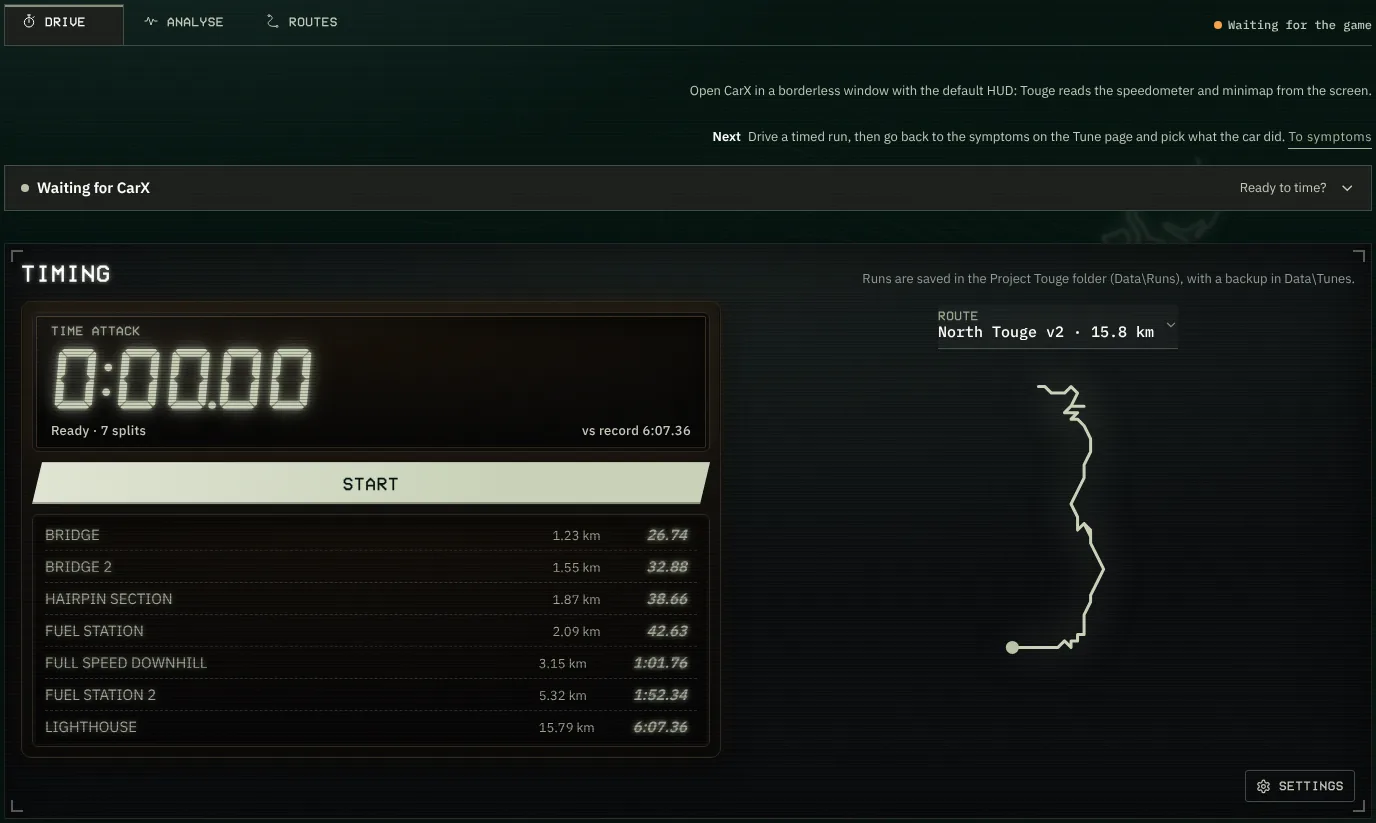 DRIVE
ANALYSE
ROUTES
Waiting for the game
Open CarX in a borderless window with the default HUD: Touge reads the speedometer and minimap from the screen.
Next Drive a timed run, then go back to the symptoms on the Tune page and pick what the car did. To symptoms
Waiting for CarX
Ready to time?
TIMING
Runs are saved in the Project Touge folder (Data\Runs), with a backup in Data\Tunes.
TIME ATTACK
0:00.00
Ready · 7 splits
vs record 6:07.36
START
BRIDGE 1.23 km 26.74
BRIDGE 2 1.55 km 32.88
HAIRPIN SECTION 1.87 km 38.66
FUEL STATION 2.09 km 42.63
FULL SPEED DOWNHILL 3.15 km 1:01.76
FUEL STATION 2 5.32 km 1:52.34
LIGHTHOUSE 15.79 km 6:07.36
ROUTE
North Touge v2 · 15.8 km
SETTINGS